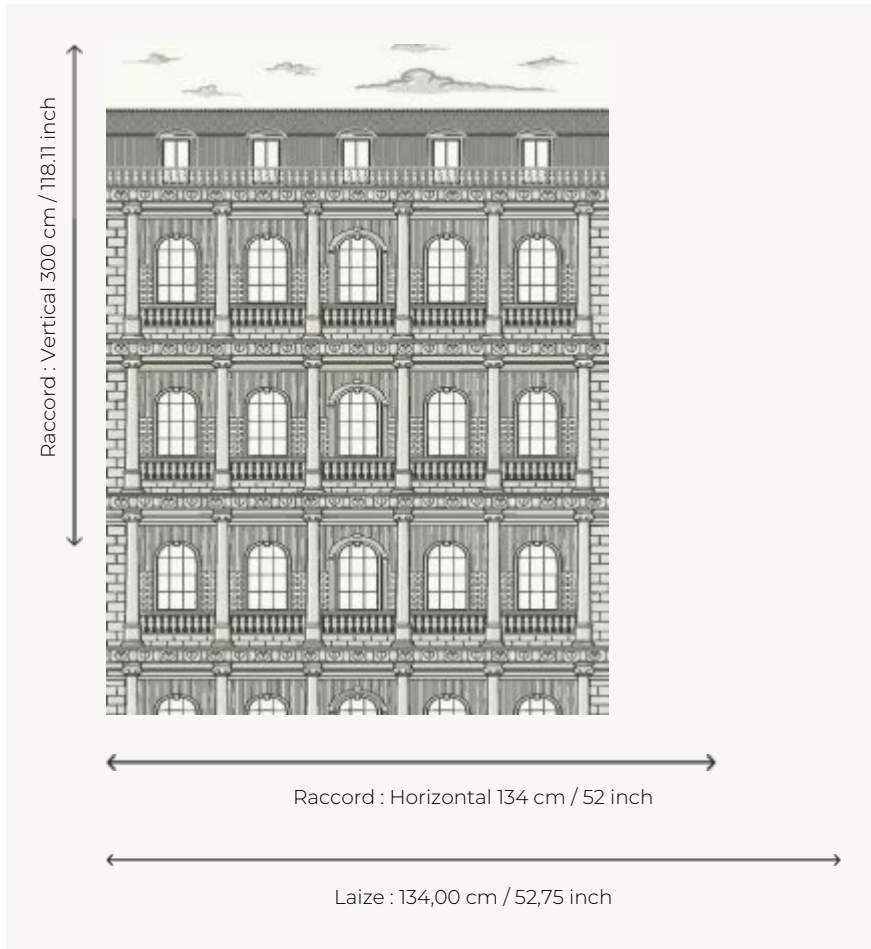 Raccord : Vertical 300 cm / 118.11 inch
Raccord : Horizontal 134 cm / 52 inch
Laize : 134,00 cm / 52,75 inch